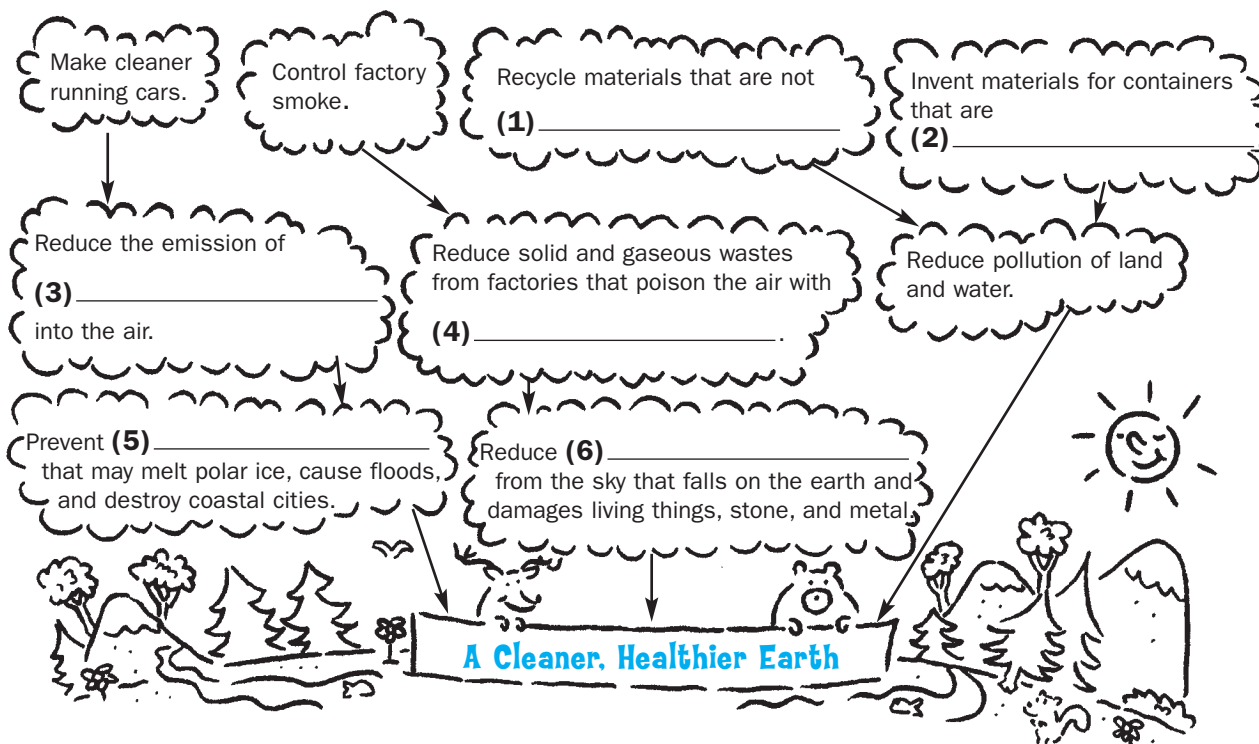 Make cleaner
running cars.
Control factory
smoke.
Recycle materials that are not
(1)
Invent materials for containers
that are
(2)
Reduce the emission of
(3)
into the air.
Reduce solid and gaseous wastes
from factories that poison the air with
(4) .
Reduce pollution of land
and water.
Prevent (5)
that may melt polar ice, cause floods,
and destroy coastal cities.
Reduce (6)
from the sky that falls on the earth and
damages living things, stone, and metal.
A Cleaner, Healthier Earth